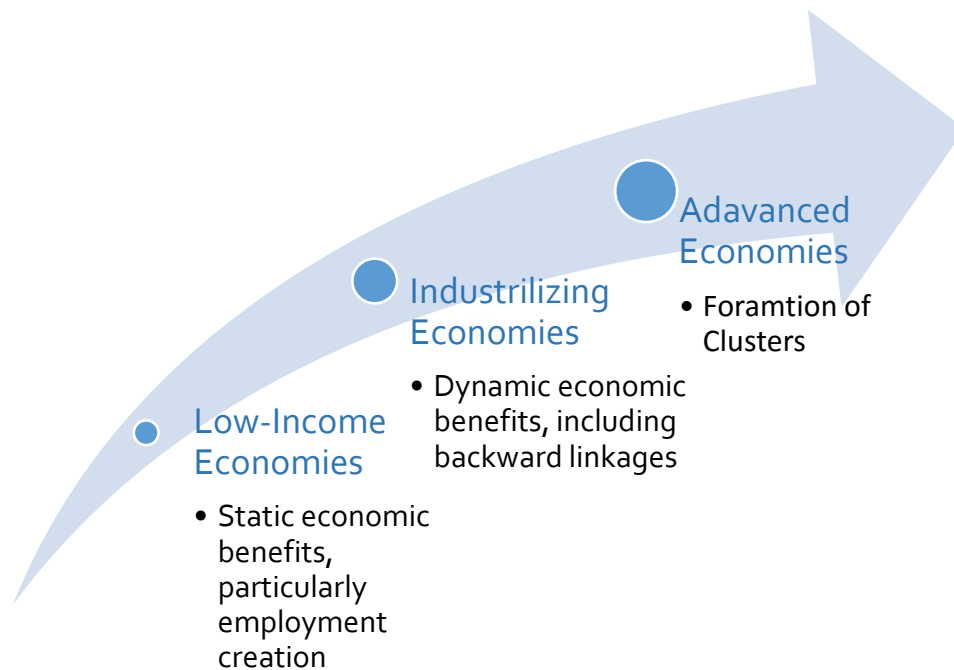 Low-Income
Economies
• Static economic
benefits,
particularly
employment
creation
Industrilizing
Economies
• Dynamic economic
benefits, including
backward linkages
Adavanced
Economies
• Foramtion of
Clusters